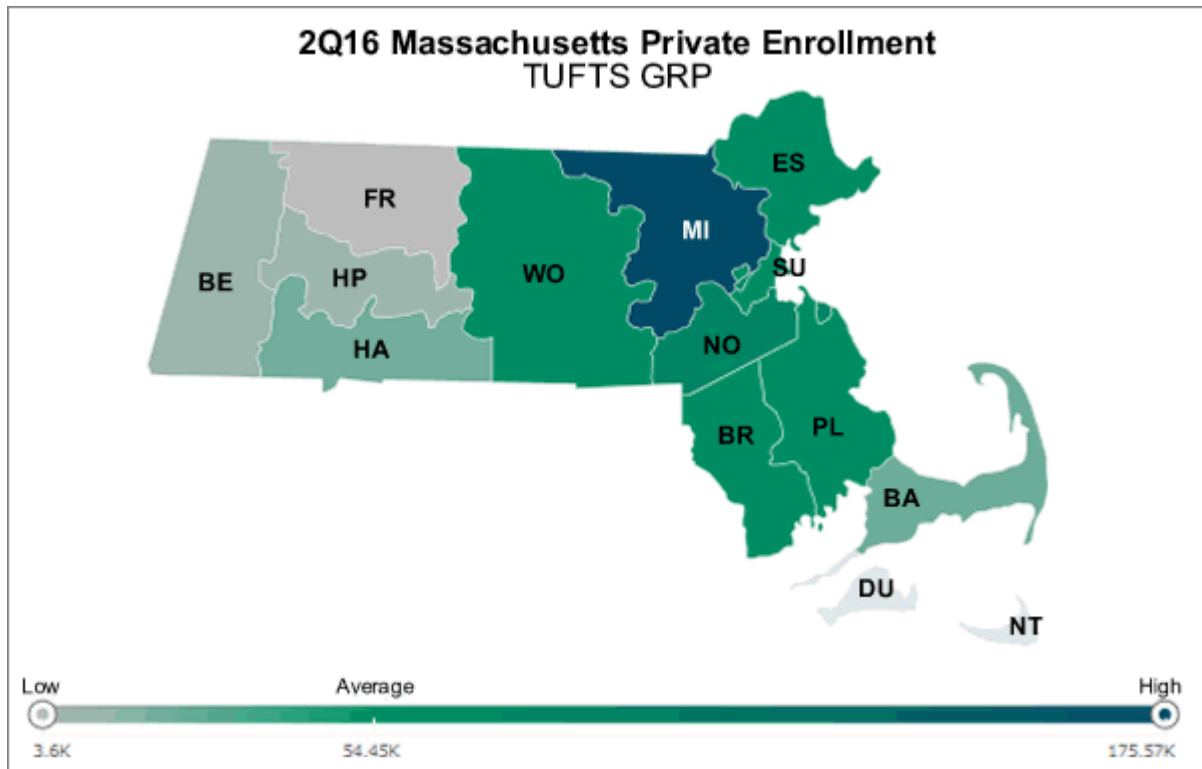 2Q16 Massachusetts Private Enrollment
TUFTS GRP
ES
FR
MI
SU
WO
HP
BE
NO
HA
BR
PL
BA
DU
NT
Low Average High
3.6K 54.45K 175.57K